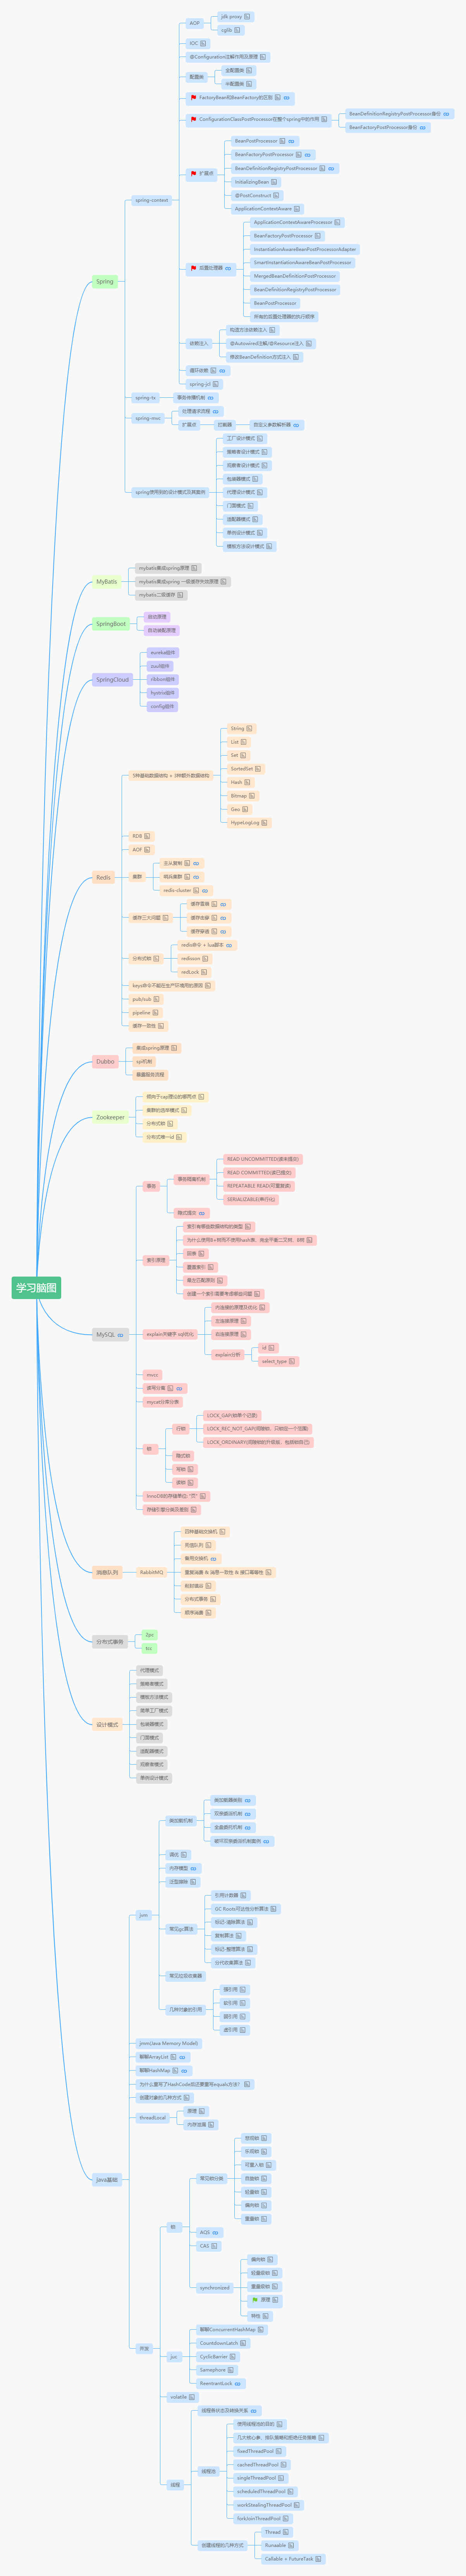 学习脑图
Spring
spring-context
AOP
jdk proxy
cglib
IOC
@Configuration注解作用及原理
配置类
全配置类
半配置类
FactoryBean和BeanFactory的区别
ConfigurationClassPostProcessor在整个spring中的作用
BeanDefinitionRegistryPostProcessor身份
BeanFactoryPostProcessor身份
扩展点
BeanPostProcessor
BeanFactoryPostProcessor
BeanDefinitionRegistryPostProcessor
InitializingBean
@PostConstruct
ApplicationContextAware
后置处理器
ApplicationContextAwareProcessor
BeanFactoryPostProcessor
InstantiationAwareBeanPostProcessorAdapter
SmartInstantiationAwareBeanPostProcessor
MergedBeanDefinitionPostProcessor
BeanDefinitionRegistryPostProcessor
BeanPostProcessor
所有的后置处理器的执行顺序
依赖注入
构造方法依赖注入
@Autowired注解/@Resource注入
修改BeanDefinition方式注入
循环依赖
spring-jcl
spring-tx
事务传播机制
spring-mvc
处理请求流程
扩展点
拦截器
自定义参数解析器
spring使用到的设计模式及其案例
工厂设计模式
策略者设计模式
观察者设计模式
包装器模式
代理设计模式
门面模式
适配器模式
单例设计模式
模板方法设计模式
MyBatis
mybatis集成spring原理
mybatis集成spring 一级缓存失效原理
mybatis二级缓存
SpringBoot
启动原理
自动装配原理
SpringCloud
eureka组件
zuul组件
ribbon组件
hystrix组件
config组件
Redis
5种基础数据结构 + 3种额外数据结构
String
List
Set
SortedSet
Hash
Bitmap
Geo
HypeLogLog
RDB
AOF
集群
主从复制
哨兵集群
redis-cluster
缓存三大问题
缓存雪崩
缓存击穿
缓存穿透
分布式锁
redis命令 + lua脚本
redisson
redLock
keys命令不能在生产环境用的原因
pub/sub
pipeline
缓存一致性
Dubbo
集成spring原理
spi机制
暴露服务流程
Zookeeper
倾向于cap理论的哪两点
集群的选举模式
分布式锁
分布式唯一id
MySQL
事务
事务隔离机制
READ UNCOMMITTED(读未提交)
READ COMMITTED(读已提交)
REPEATABLE READ(可重复读)
SERIALIZABLE(串行化)
隐式提交
索引原理
索引有哪些数据结构的类型
为什么使用B+树而不使用hash表、完全平衡二叉树、B树
回表
覆盖索引
最左匹配原则
创建一个索引需要考虑哪些问题
explain关键字 sql优化
内连接的原理及优化
左连接原理
右连接原理
explain分析
id
select_type
mvcc
读写分离
mycat分库分表
锁
行锁
LOCK_GAP(锁单个记录)
LOCK_REC_NOT_GAP(间隙锁、只锁定一个范围)
LOCK_ORDINARY(间隙锁的升级版、包括锁自己)
隐式锁
写锁
读锁
InnoDB的存储单位: "页"
存储引擎分类及差别
消息队列
RabbitMQ
四种基础交换机
死信队列
备用交换机
重复消费 & 消息一致性 & 接口幂等性
削封填谷
分布式事务
顺序消费
分布式事务
2pc
tcc
设计模式
代理模式
策略者模式
模板方法模式
简单工厂模式
包装器模式
门面模式
适配器模式
观察者模式
单例设计模式
java基础
jvm
类加载机制
类加载器类别
双亲委派机制
全盘委托机制
破坏双亲委派机制案例
调优
内存模型
泛型擦除
常见gc算法
引用计数器
GC Roots可达性分析算法
标记-清除算法
复制算法
标记-整理算法
分代收集算法
常见垃圾收集器
几种对象的引用
强引用
软引用
弱引用
虚引用
jmm(Java Memory Model)
聊聊ArrayList
聊聊HashMap
为什么重写了HashCode后还要重写equals方法？
创建对象的几种方式
threadLocal
原理
内存泄漏
并发
锁
常见锁分类
悲观锁
乐观锁
可重入锁
自旋锁
轻量锁
偏向锁
重量锁
AQS
CAS
synchronized
偏向锁
轻量级锁
重量级锁
原理
特性
juc
聊聊ConcurrentHashMap
CountdownLatch
CyclicBarrier
Samephore
ReentrantLock
volatile
线程
线程各状态及转换关系
线程池
使用线程池的目的
几大核心参、按队最略和拒绝任务策略
fixedThreadPool
cachedThreadPool
singleThreadPool
scheduledThreadPool
workStealingThreadPool
forkJoinThreadPool
创建线程的几种方式
Thread
Runaable
Callable + FutureTask